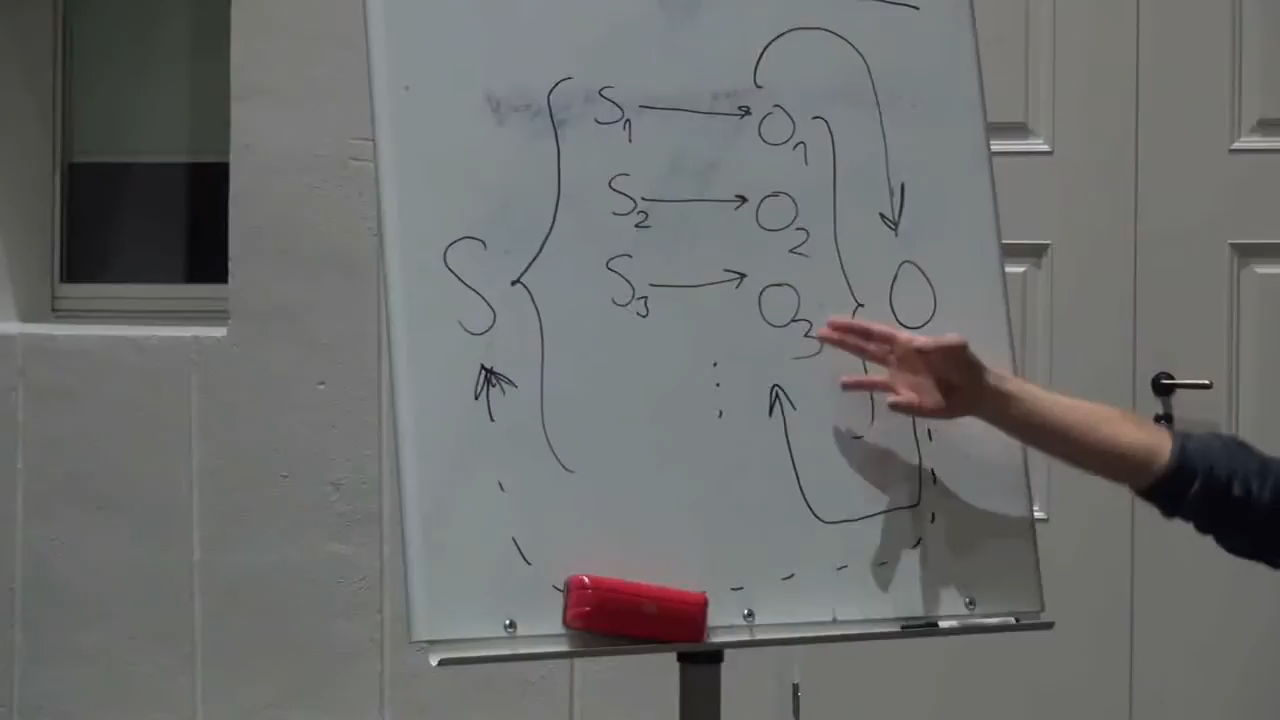 S₁ → O₁
S₂ → O₂
S₃ → O₃
S O
⋮